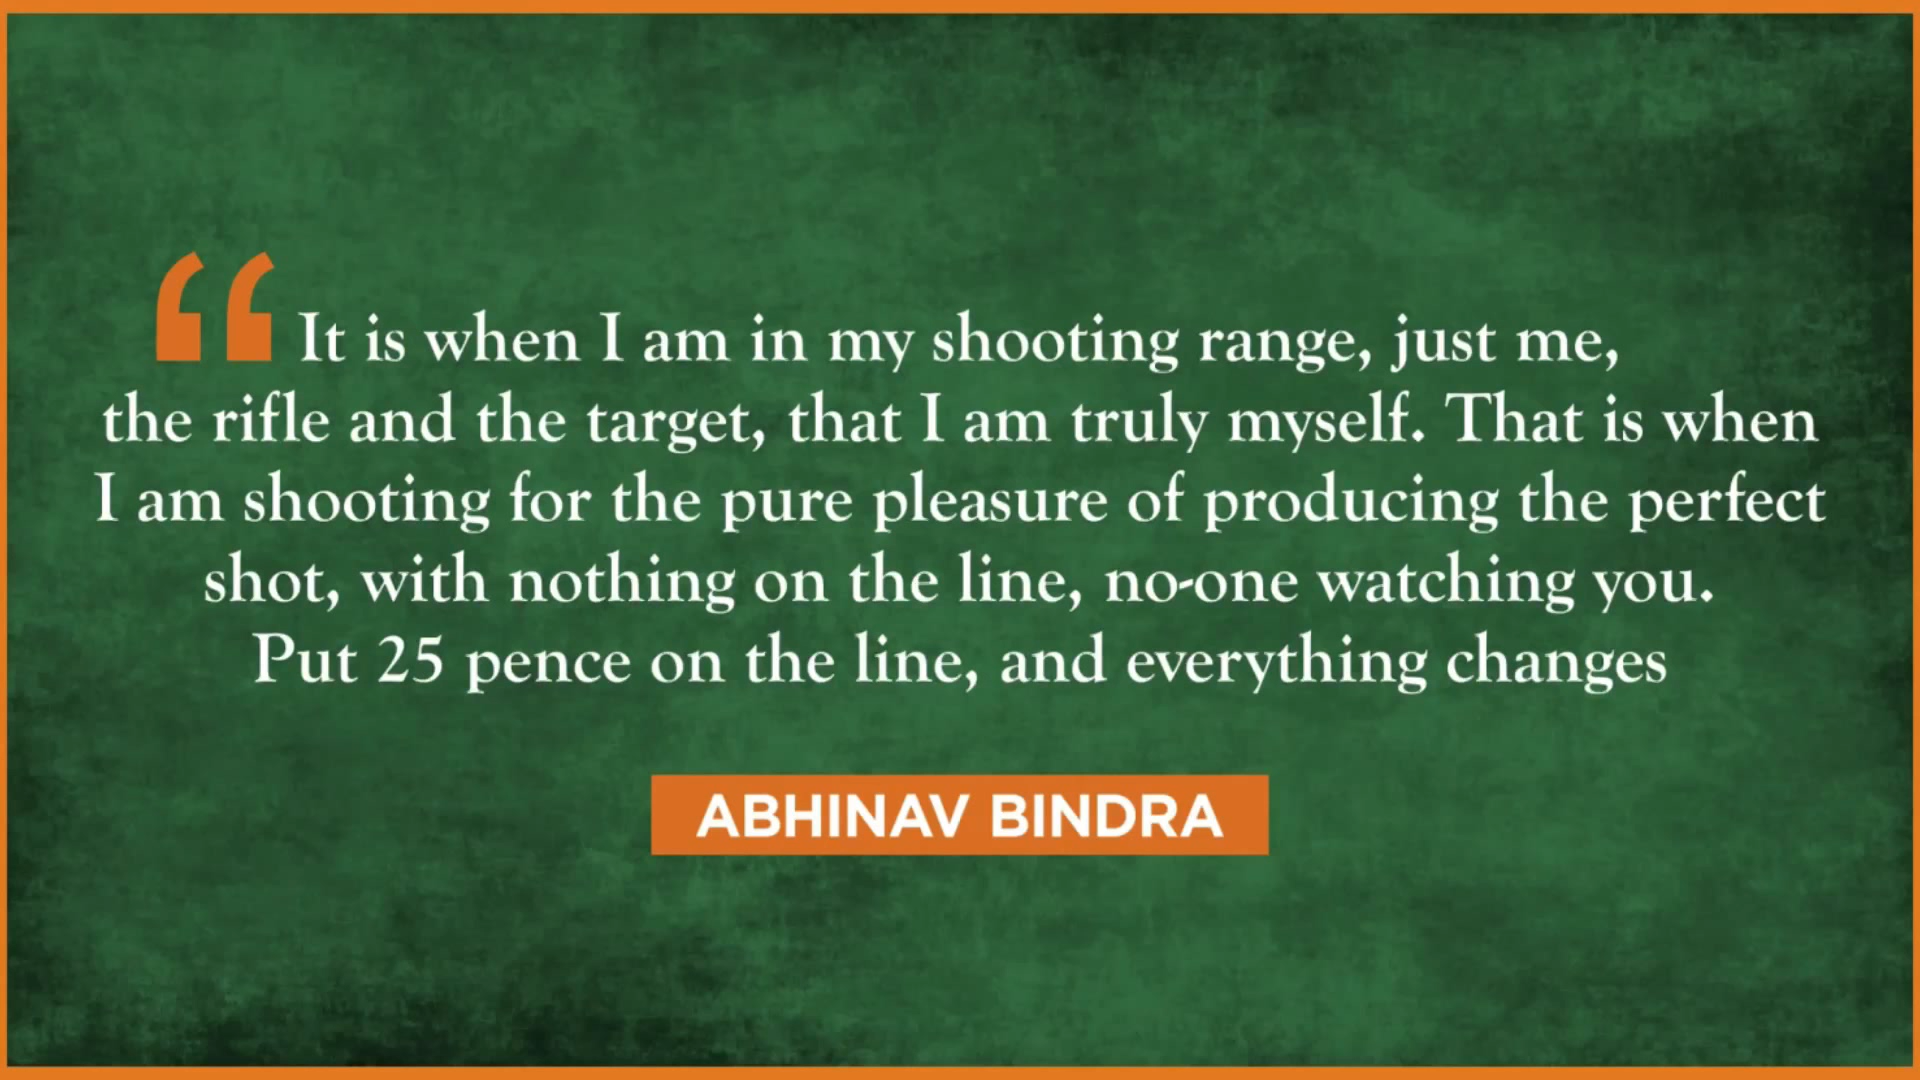 “It is when I am in my shooting range, just me,
the rifle and the target, that I am truly myself. That is when
I am shooting for the pure pleasure of producing the perfect
shot, with nothing on the line, no-one watching you.
Put 25 pence on the line, and everything changes
ABHINAV BINDRA